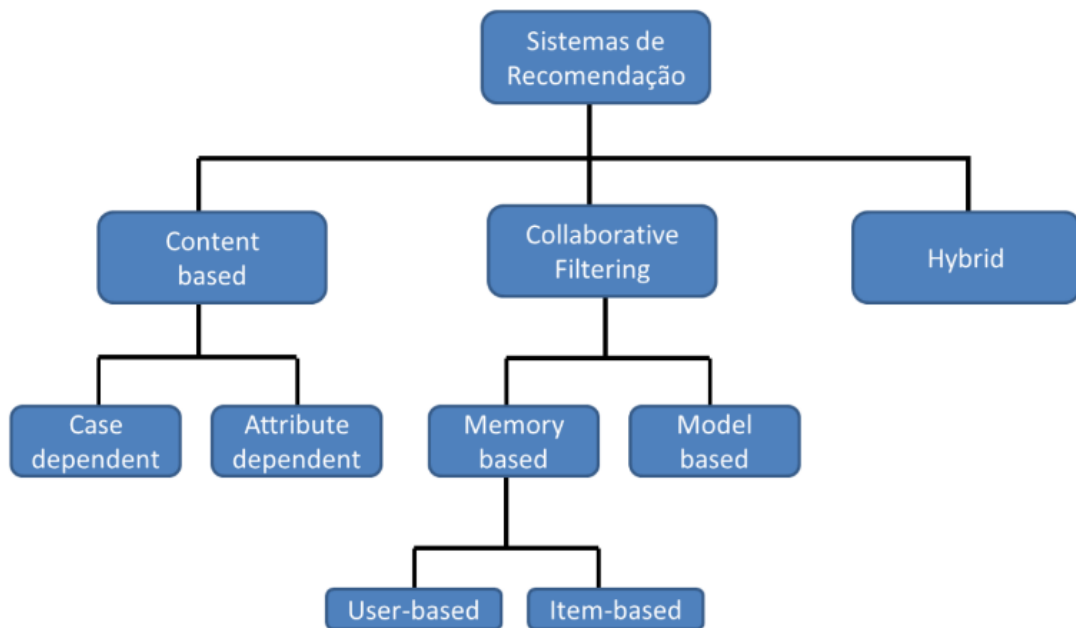 Sistemas de
Recomendação
Content
based
Collaborative
Filtering
Hybrid
Case
dependent
Attribute
dependent
Memory
based
Model
based
User-based
Item-based